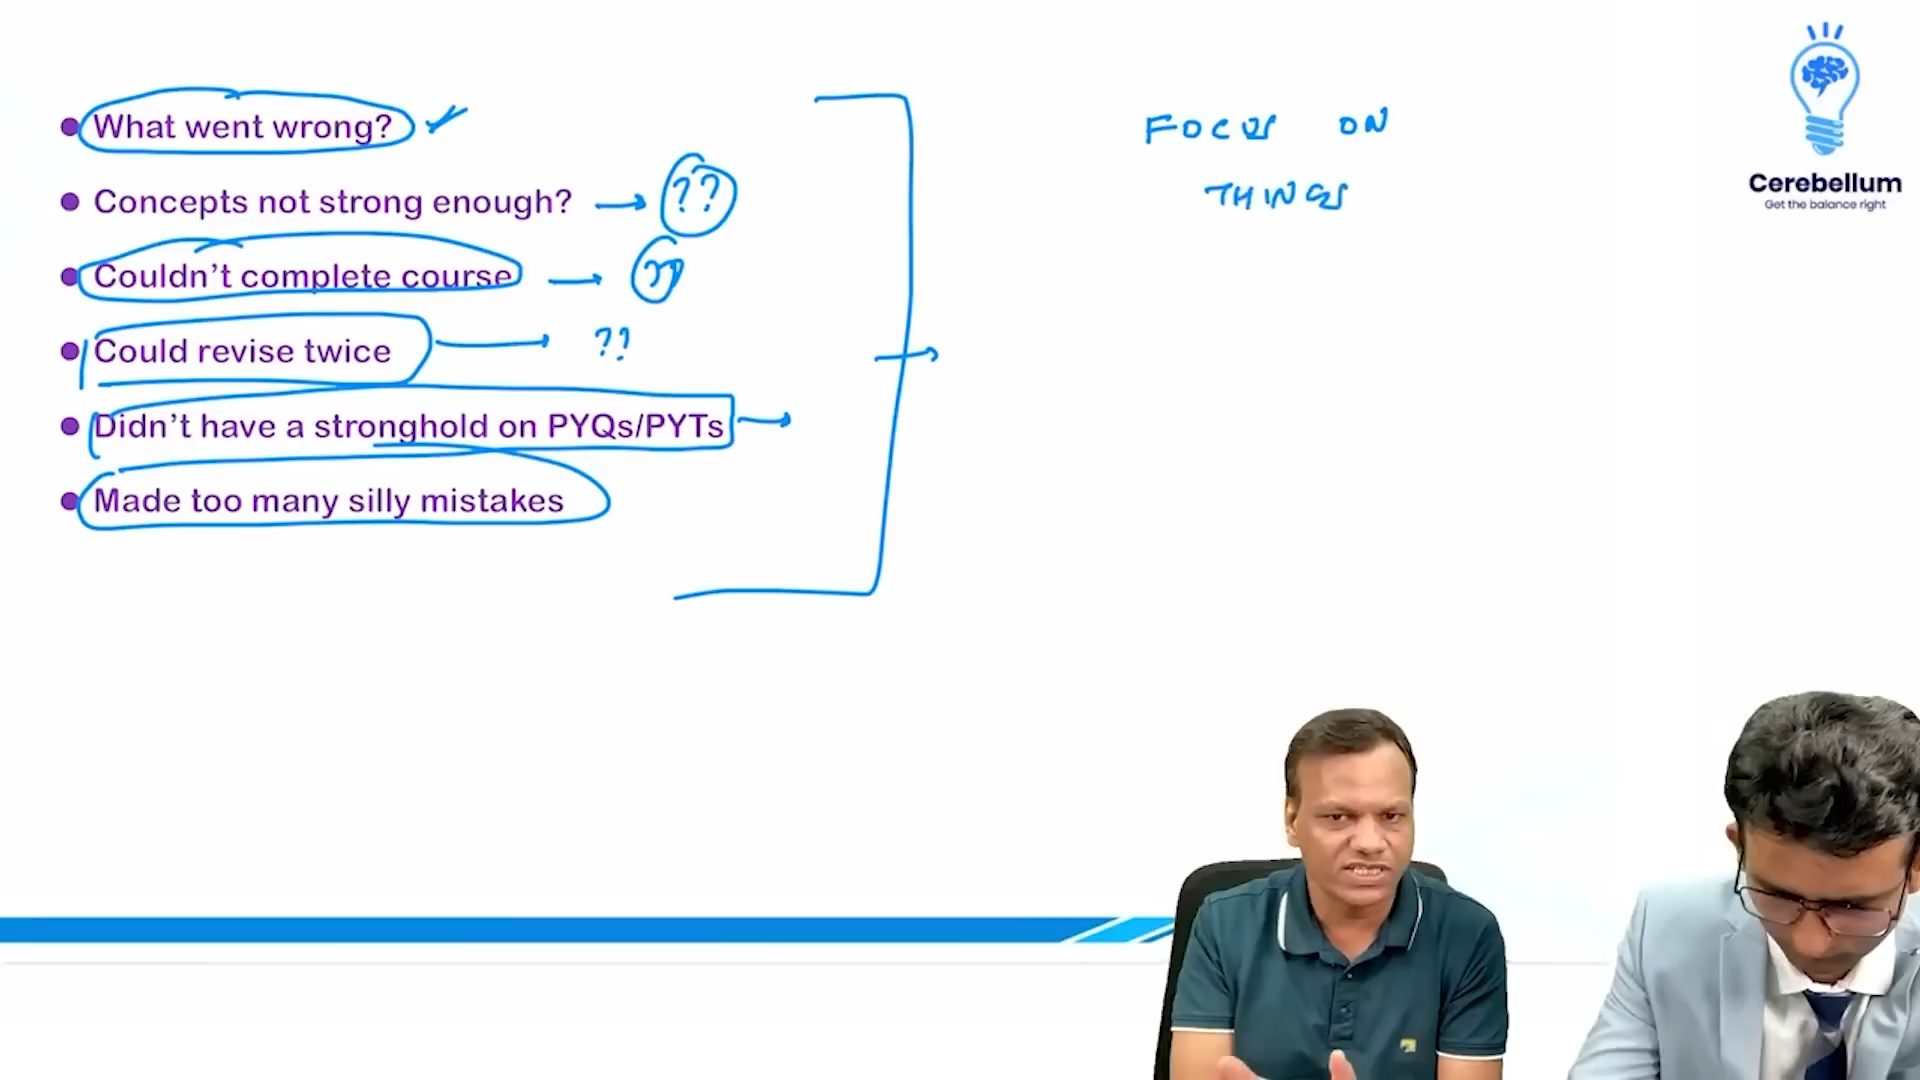 What went wrong?
Concepts not strong enough? ??
Couldn't complete course ??
Could revise twice ??
Didn't have a stronghold on PYQs/PYTs
Made too many silly mistakes
FOCUS ON
THINGS
Cerebellum
Get the balance right